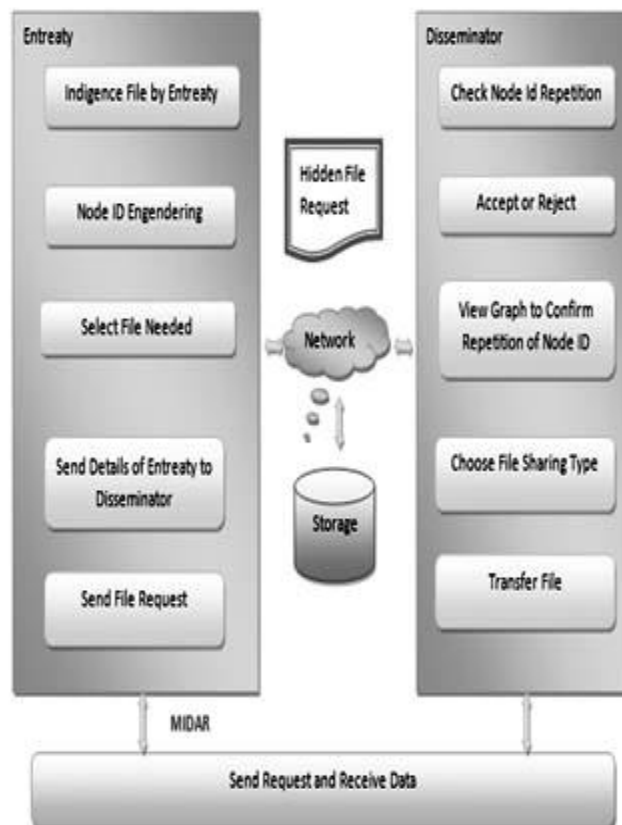 Entreaty
Indigence File by Entreaty
Node ID Engendering
Select File Needed
Send Details of Entreaty to
Disseminator
Send File Request
Hidden File
Request
Network
Storage
Disseminator
Check Node Id Repetition
Accept or Reject
View Graph to Confirm
Repetition of Node ID
Choose File Sharing Type
Transfer File
MIDAR
Send Request and Receive Data